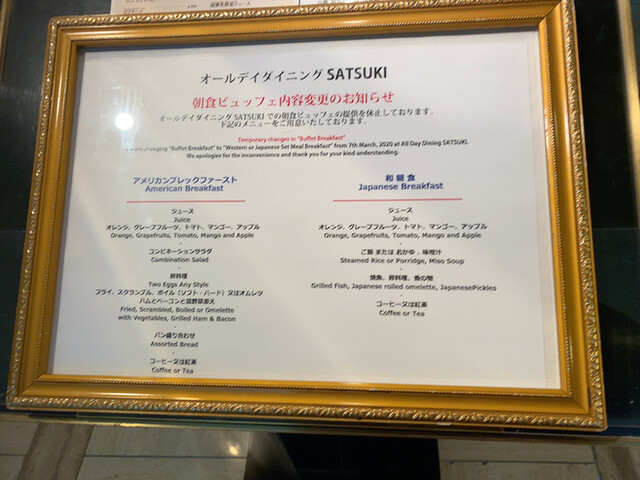 オールデイダイニング SATSUKI
朝食ビュッフェ内容変更のお知らせ
オールデイダイニング SATSUKI での朝食ビュッフェの提供を休止しております。
下記のメニューをご用意いたしております。
Temporary changes in "Buffet Breakfast"
changing "Buffet Breakfast" to "Western or Japanese Set Meal Breakfast" from 7th March, 2020 at All Day Dining SATSUKI.
We apologize for the inconvenience and thank you for your kind understanding.
アメリカンブレックファースト
American Breakfast
ジュース
Juice
オレンジ、グレープフルーツ、トマト、マンゴー、アップル
Orange, Grapefruits, Tomato, Mango and Apple
コンビネーションサラダ
Combination Salad
卵料理
Two Eggs Any Style
フライ、スクランブル、ボイル（ソフト・ハード）又はオムレツ
ハムとベーコンと温野菜添え
Fried, Scrambled, Boiled or Omelette
with Vegetables, Grilled Ham & Bacon
パン盛り合わせ
Assorted Bread
コーヒー又は紅茶
Coffee or Tea
和朝食
Japanese Breakfast
ジュース
Juice
オレンジ、グレープフルーツ、トマト、マンゴー、アップル
Orange, Grapefruits, Tomato, Mango and Apple
ご飯 または おかゆ 、味噌汁
Steamed Rice or Porridge, Miso Soup
焼魚、卵料理、香の物
Grilled Fish, Japanese rolled omelette, JapanesePickles
コーヒー又は紅茶
Coffee or Tea